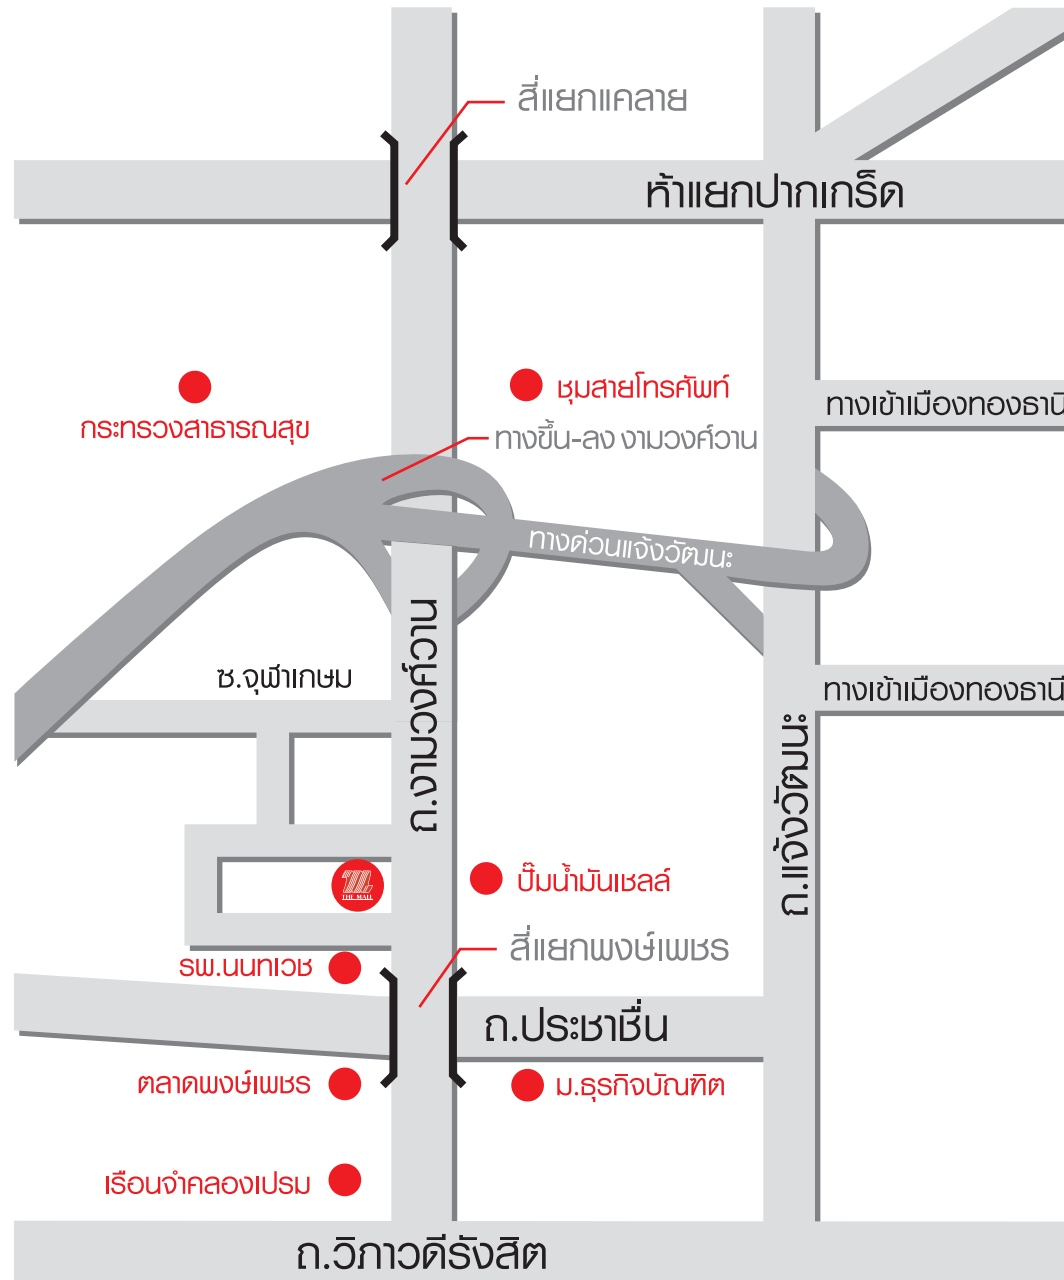 สี่แยกแคลาย
ห้าแยกปากเกร็ด
ชุมสายโทรศัพท์
กระทรวงสาธารณสุข
ทางเข้าเมืองทองธานี
ทางขึ้น-ลง งามวงศ์วาน
ทางด่วนแจ้งวัฒนะ
ถ.งามวงศ์วาน
ซ.จุฬาเกษม
ทางเข้าเมืองทองธานี
ถ.แจ้งวัฒนะ
THE MALL
ปั๊มน้ำมันเชลล์
สี่แยกพงษ์เพชร
รพ.นนทเวช
ถ.ประชาชื่น
ตลาดพงษ์เพชร
ม.ธุรกิจบัณฑิต
เรือนจำคลองเปรม
ถ.วิภาวดีรังสิต